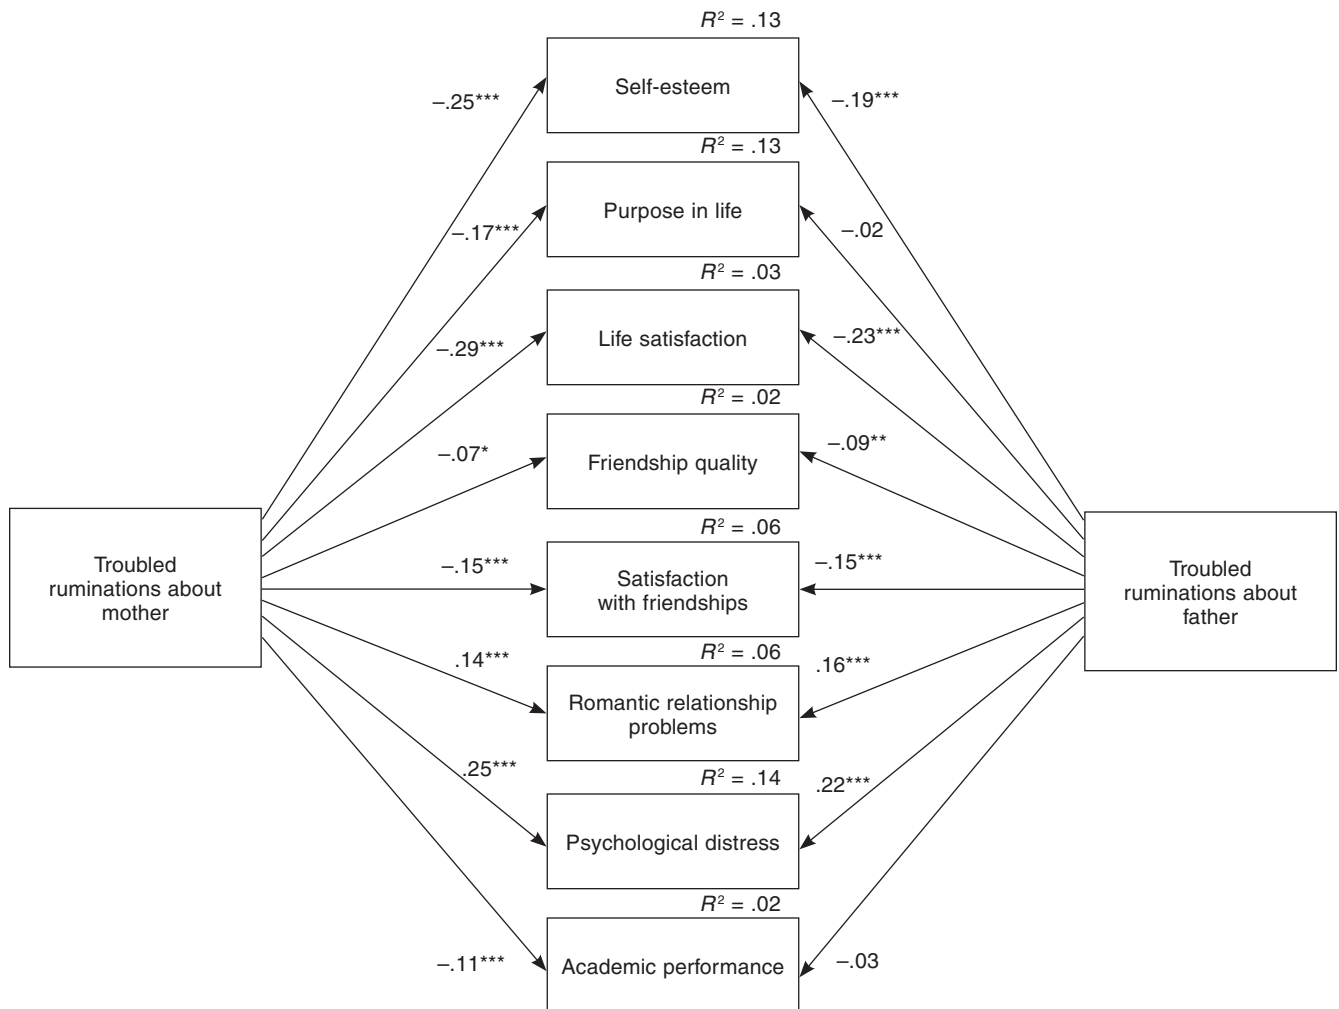 R² = .13
Self-esteem
–.25***
–.19***
R² = .13
Purpose in life
–.17***
–.02
R² = .03
Life satisfaction
–.29***
–.23***
R² = .02
Friendship quality
–.07*
–.09**
R² = .06
Satisfaction
with friendships
–.15***
–.15***
Troubled
ruminations about
mother
Troubled
ruminations about
father
R² = .06
Romantic relationship
problems
.14***
.16***
R² = .14
Psychological distress
.25***
.22***
R² = .02
Academic performance
–.11***
–.03